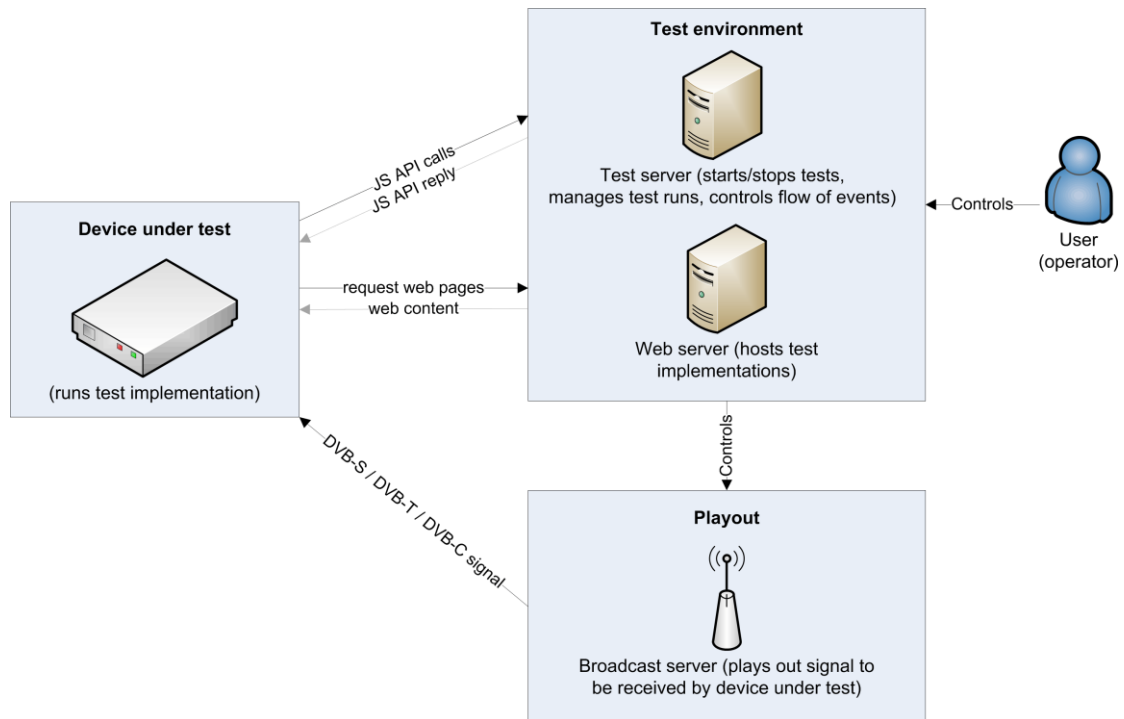 Test environment
Test server (starts/stops tests,
manages test runs, controls flow of events)
JS API calls
JS API reply
Controls
User
(operator)
Device under test
(runs test implementation)
request web pages
web content
Web server (hosts test
implementations)
Controls
DVB-S / DVB-T / DVB-C signal
Playout
Broadcast server (plays out signal to
be received by device under test)